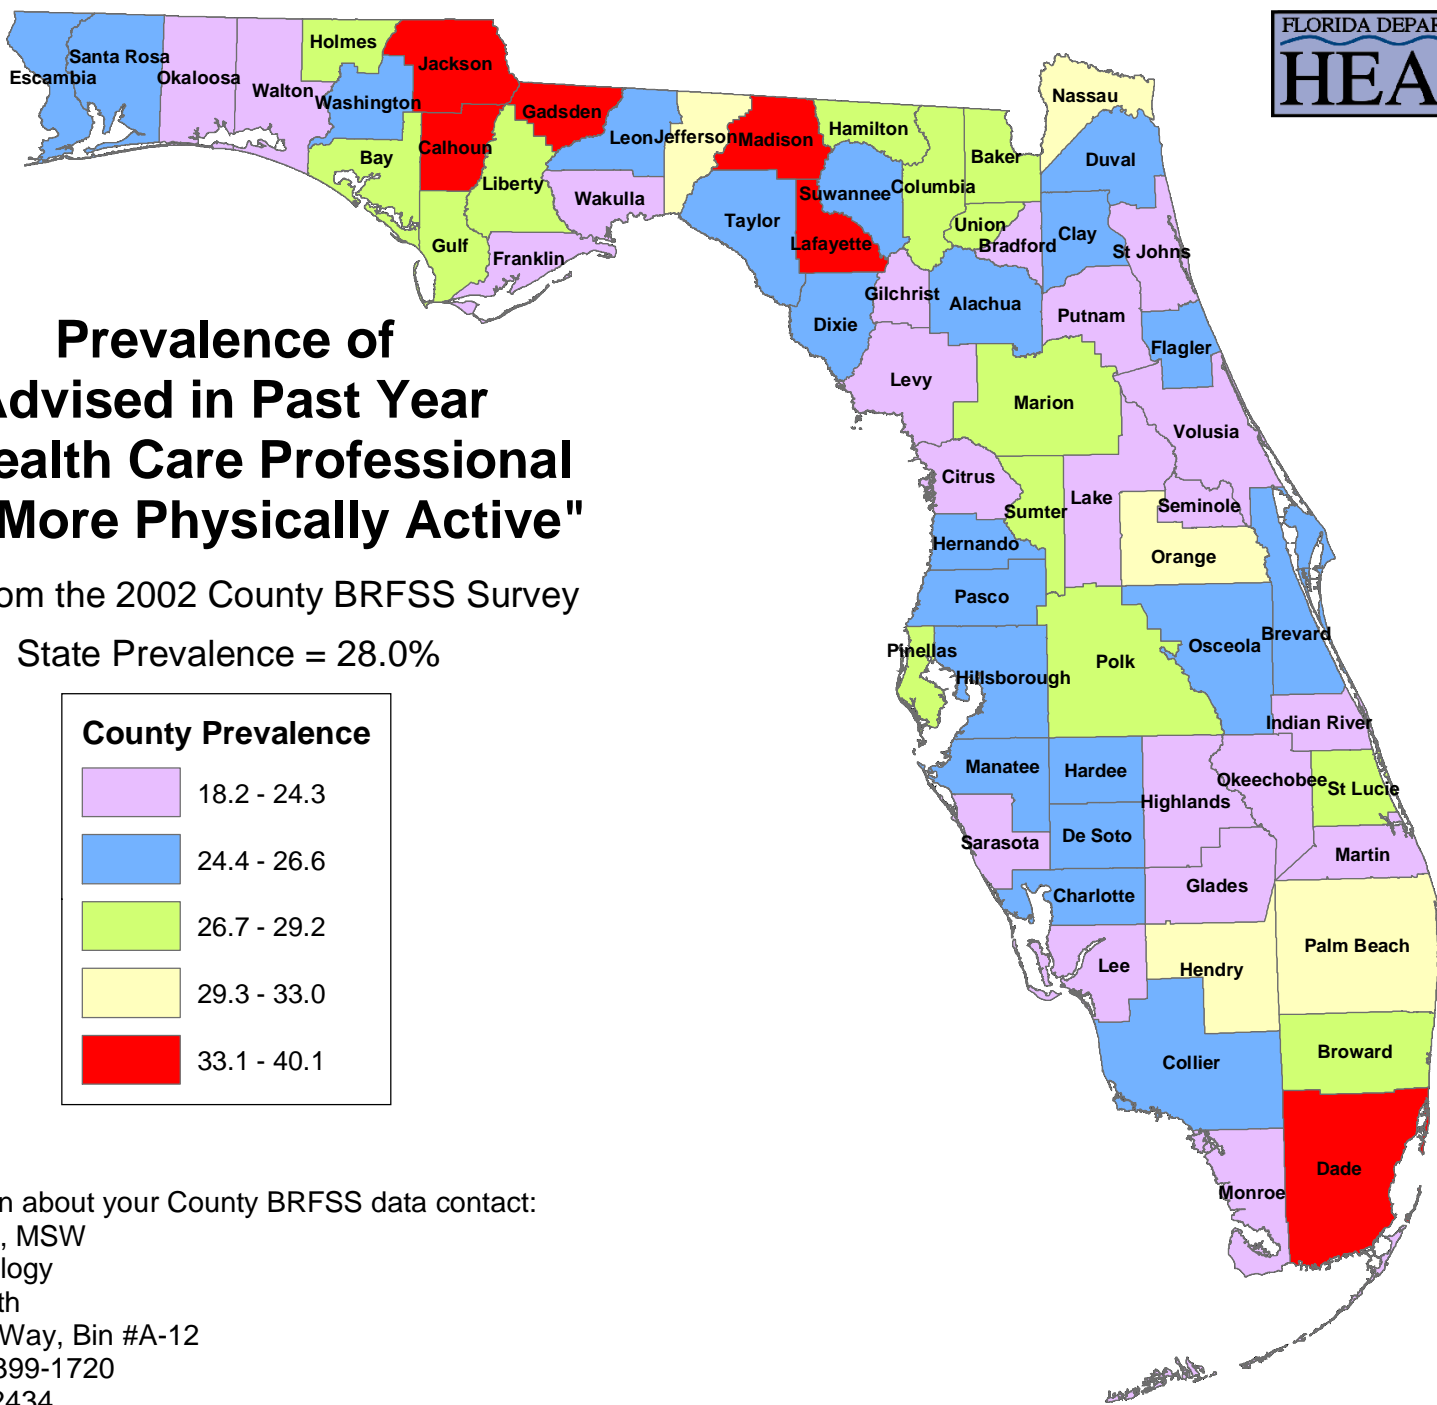 FLORIDA DEPAR
HEA
Prevalence of
Advised in Past Year
ealth Care Professional
More Physically Active"
om the 2002 County BRFSS Survey
State Prevalence = 28.0%
County Prevalence
18.2 - 24.3
24.4 - 26.6
26.7 - 29.2
29.3 - 33.0
33.1 - 40.1
n about your County BRFSS data contact:
, MSW
logy
th
Way, Bin #A-12
399-1720
2434
Escambia
Santa Rosa
Okaloosa
Walton
Holmes
Washington
Jackson
Bay
Calhoun
Gulf
Liberty
Gadsden
Franklin
Leon
Wakulla
Jefferson
Madison
Taylor
Hamilton
Suwannee
Lafayette
Dixie
Columbia
Baker
Union
Bradford
Nassau
Duval
Clay
St Johns
Gilchrist
Alachua
Putnam
Flagler
Levy
Marion
Volusia
Citrus
Sumter
Lake
Seminole
Hernando
Orange
Pasco
Pinellas
Hillsborough
Polk
Osceola
Brevard
Indian River
Manatee
Hardee
Highlands
Okeechobee
St Lucie
Sarasota
De Soto
Martin
Charlotte
Glades
Lee
Hendry
Palm Beach
Collier
Broward
Monroe
Dade